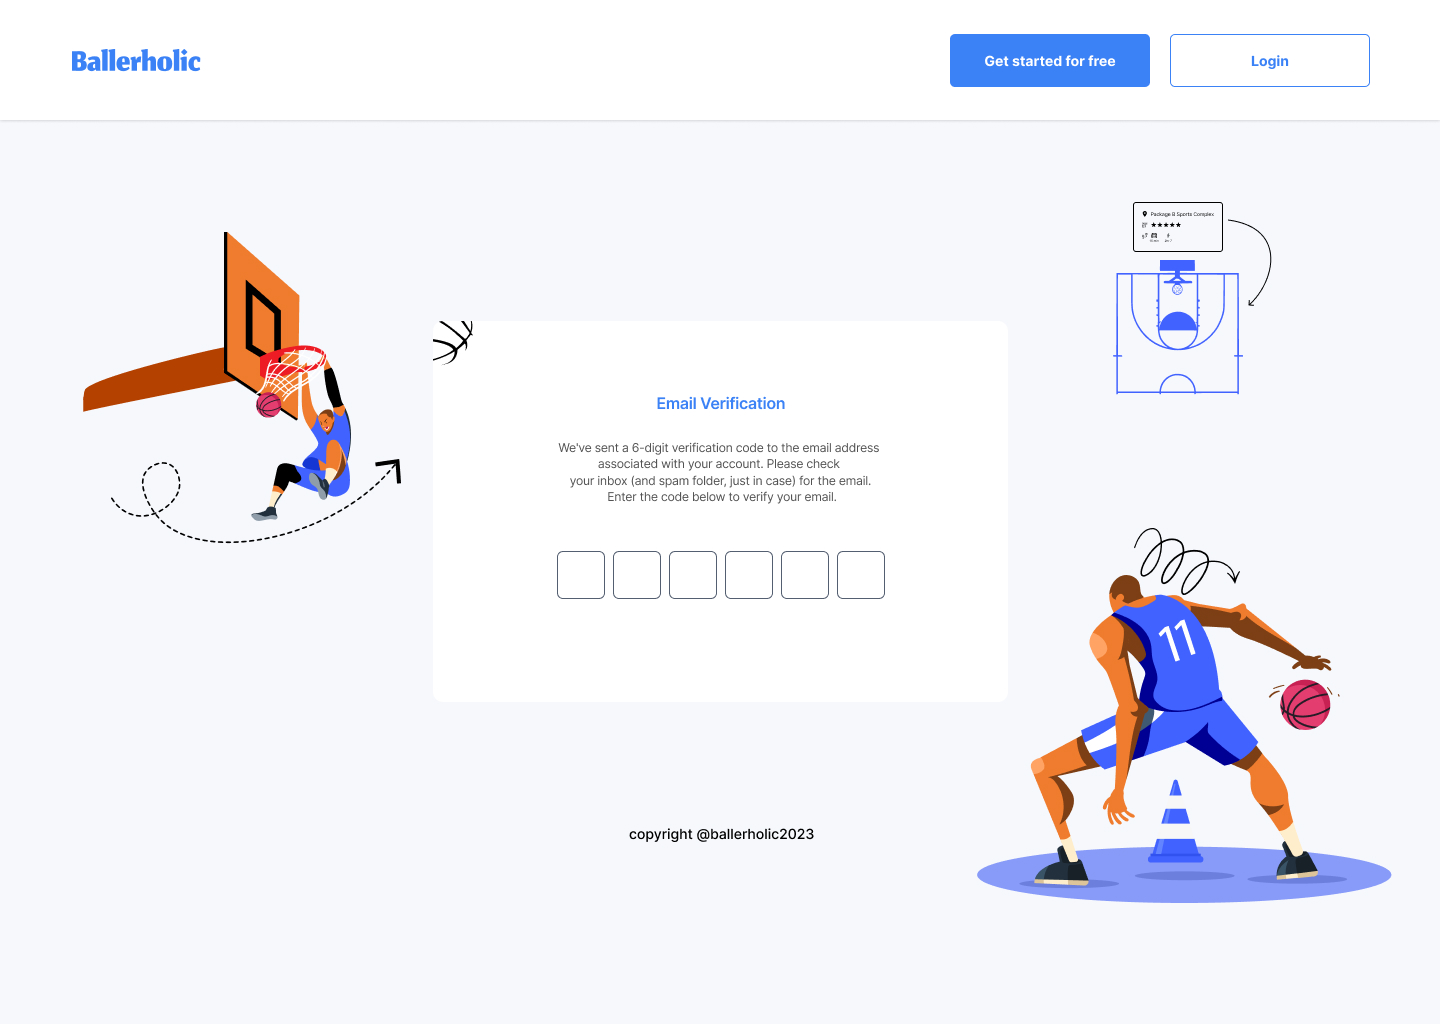 Ballerholic
Get started for free
Login
Package B Sports Complex
Email Verification
We've sent a 6-digit verification code to the email address
associated with your account. Please check
your inbox (and spam folder, just in case) for the email.
Enter the code below to verify your email.
11
copyright @ballerholic2023